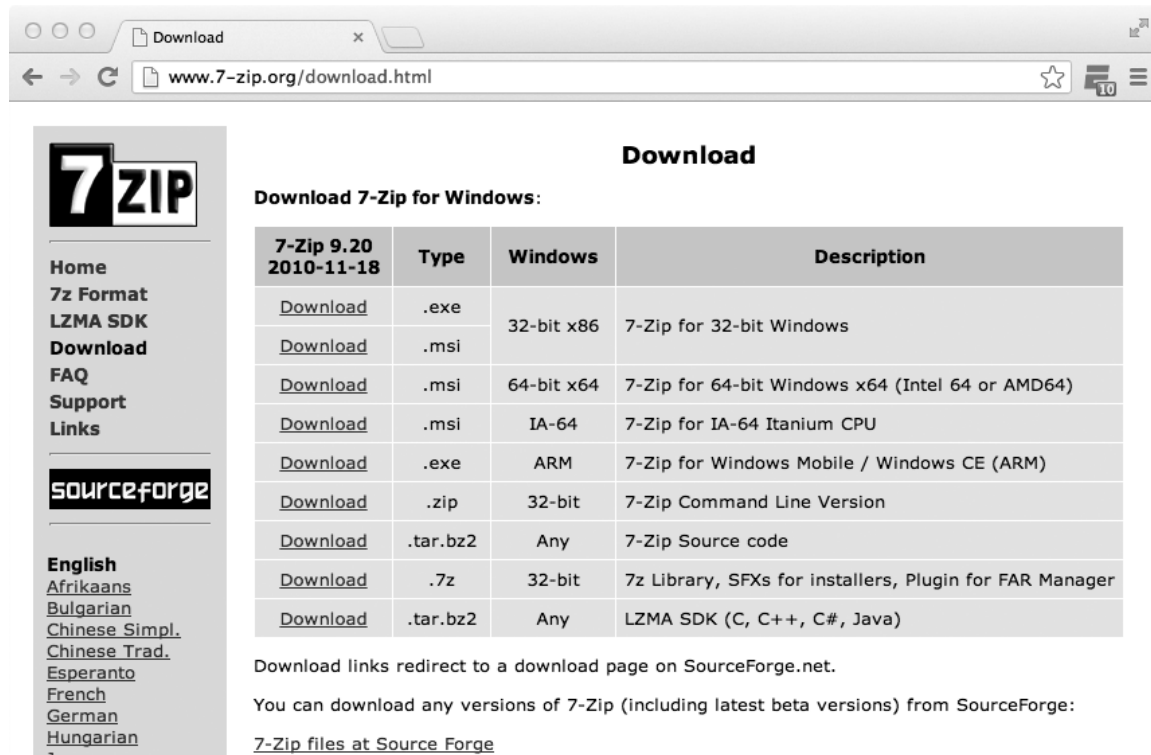 Download
www.7-zip.org/download.html
10
7 ZIP
Home
7z Format
LZMA SDK
Download
FAQ
Support
Links
sourceforge
English
Afrikaans
Bulgarian
Chinese Simpl.
Chinese Trad.
Esperanto
French
German
Hungarian
Download
Download 7-Zip for Windows:
7-Zip 9.20 2010-11-18 Type Windows Description
Download .exe 32-bit x86 7-Zip for 32-bit Windows
Download .msi
Download .msi 64-bit x64 7-Zip for 64-bit Windows x64 (Intel 64 or AMD64)
Download .msi IA-64 7-Zip for IA-64 Itanium CPU
Download .exe ARM 7-Zip for Windows Mobile / Windows CE (ARM)
Download .zip 32-bit 7-Zip Command Line Version
Download .tar.bz2 Any 7-Zip Source code
Download .7z 32-bit 7z Library, SFXs for installers, Plugin for FAR Manager
Download .tar.bz2 Any LZMA SDK (C, C++, C#, Java)
Download links redirect to a download page on SourceForge.net.
You can download any versions of 7-Zip (including latest beta versions) from SourceForge:
7-Zip files at Source Forge